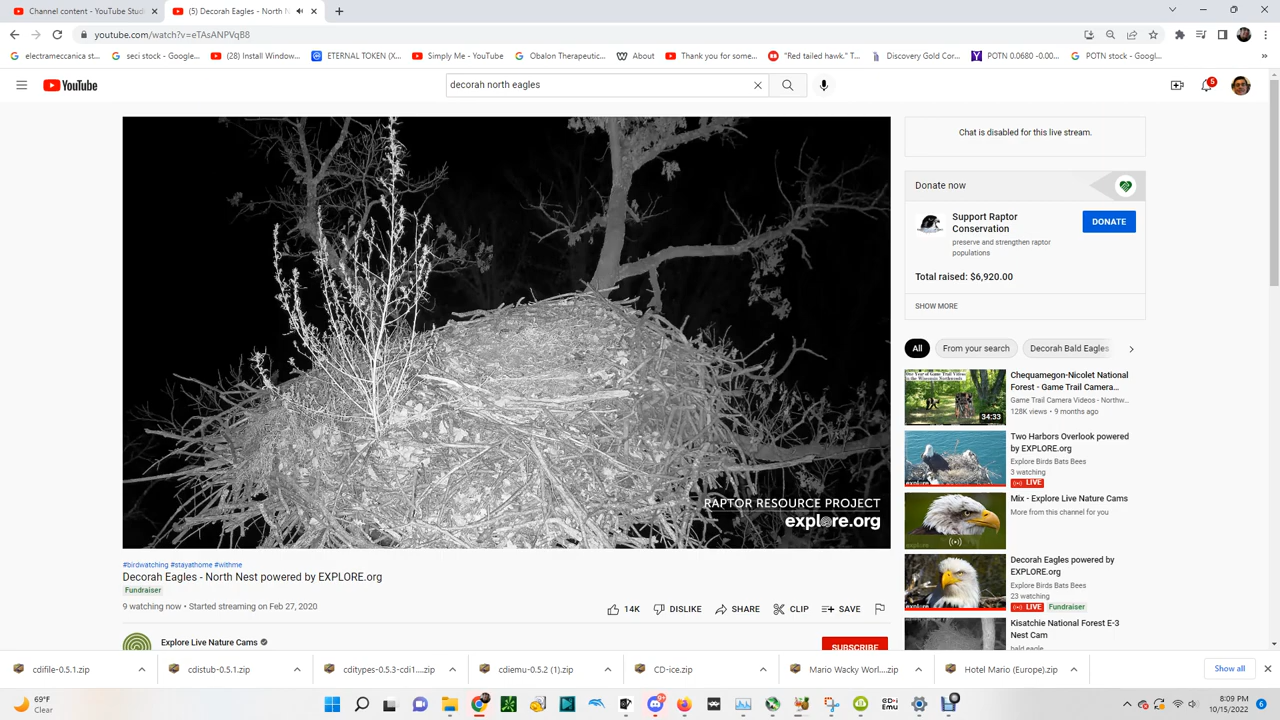 Channel content - YouTube Studi
(5) Decorah Eagles - North N
youtube.com/watch?v=eTAsANPVqB8
electrameccanica st...
seci stock - Google...
(28) Install Window...
ETERNAL TOKEN (X...
Simply Me - YouTube
Obalon Therapeutic...
About
Thank you for some...
"Red tailed hawk." T...
Discovery Gold Cor...
POTN 0.0680 -0.00...
POTN stock - Googl...
YouTube
decorah north eagles
5
Chat is disabled for this live stream.
Donate now
Support Raptor
Conservation
preserve and strengthen raptor
populations
DONATE
Total raised: $6,920.00
SHOW MORE
All
From your search
Decorah Bald Eagles
Chequamegon-Nicolet National
Forest - Game Trail Camera...
Game Trail Camera Videos - Northw...
128K views • 9 months ago
34:33
Two Harbors Overlook powered
by EXPLORE.org
Explore Birds Bats Bees
3 watching
LIVE
Mix - Explore Live Nature Cams
More from this channel for you
Decorah Eagles powered by
EXPLORE.org
Explore Birds Bats Bees
23 watching
LIVE
Fundraiser
Kisatchie National Forest E-3
Nest Cam
bald eagle
RAPTOR RESOURCE PROJECT
explore.org
#birdwatching #stayathome #withme
Decorah Eagles - North Nest powered by EXPLORE.org
Fundraiser
9 watching now • Started streaming on Feb 27, 2020
14K
DISLIKE
SHARE
CLIP
SAVE
Explore Live Nature Cams
SUBSCRIBE
cdifile-0.5.1.zip
cdistub-0.5.1.zip
cditypes-0.5.3-cdi1....zip
cdiemu-0.5.2 (1).zip
CD-ice.zip
Mario Wacky Worl....zip
Hotel Mario (Europe).zip
Show all
69°F
Clear
8:09 PM
10/15/2022